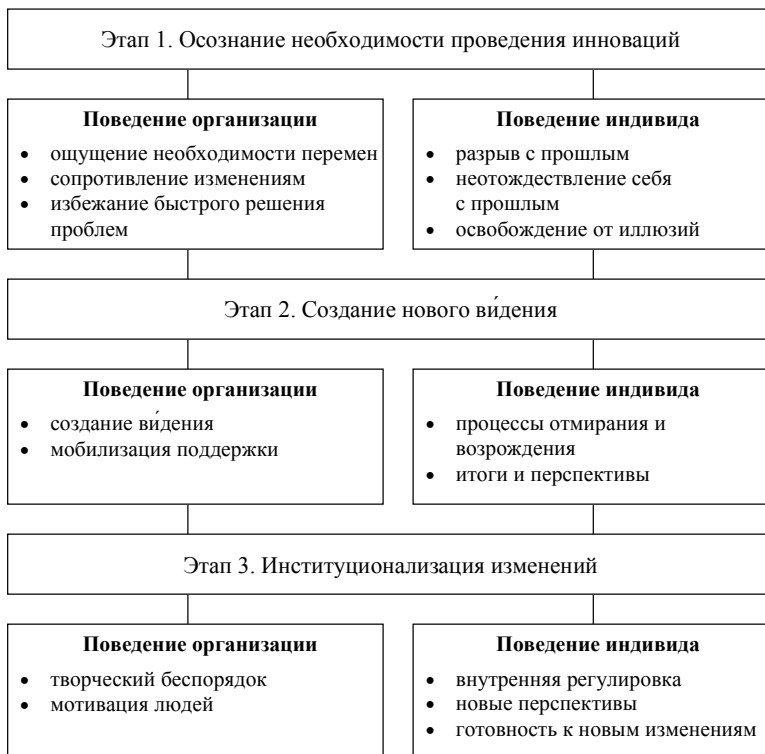 Этап 1. Осознание необходимости проведения инноваций
Поведение организации
• ощущение необходимости перемен
• сопротивление изменениям
• избежание быстрого решения
проблем
Поведение индивида
• разрыв с прошлым
• неотождествление себя
с прошлым
• освобождение от иллюзий
Этап 2. Создание нового ви́дения
Поведение организации
• создание ви́дения
• мобилизация поддержки
Поведение индивида
• процессы отмирания и
возрождения
• итоги и перспективы
Этап 3. Институционализация изменений
Поведение организации
• творческий беспорядок
• мотивация людей
Поведение индивида
• внутренняя регулировка
• новые перспективы
• готовность к новым изменениям